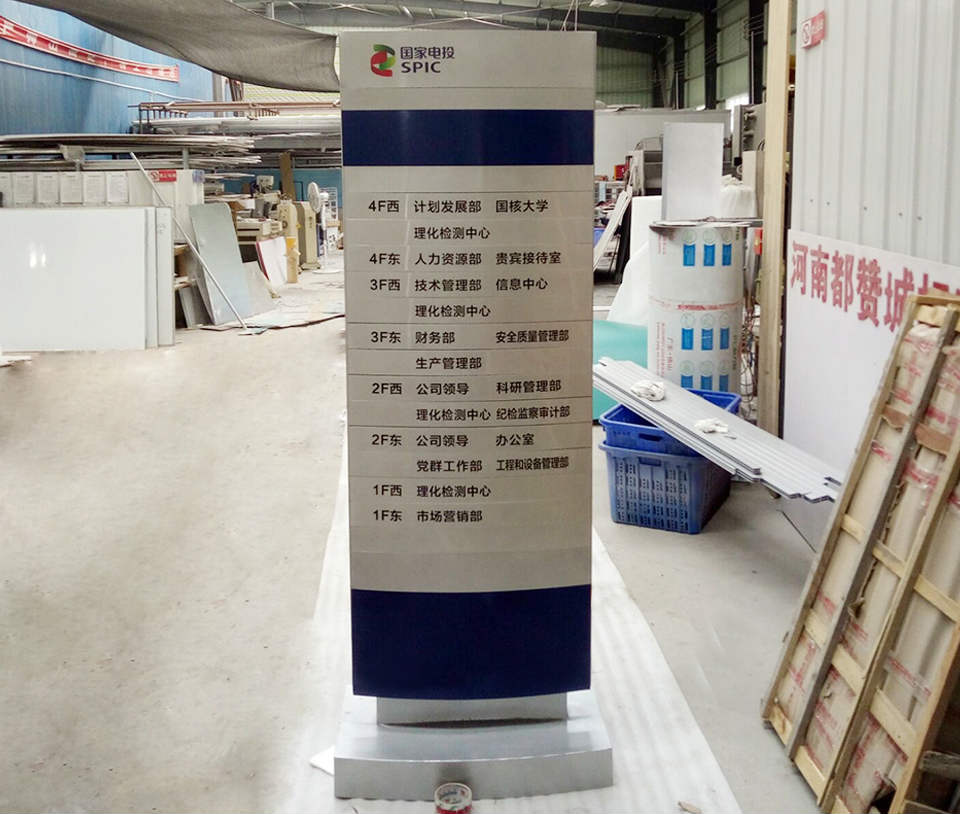 国家电投
SPIC
4F西 计划发展部 国核大学
理化检测中心
4F东 人力资源部 贵宾接待室
3F西 技术管理部 信息中心
理化检测中心
3F东 财务部 安全质量管理部
生产管理部
2F西 公司领导 科研管理部
理化检测中心 纪检监察审计部
2F东 公司领导 办公室
党群工作部 工程和设备管理部
1F西 理化检测中心
1F东 市场营销部
河南都赞城